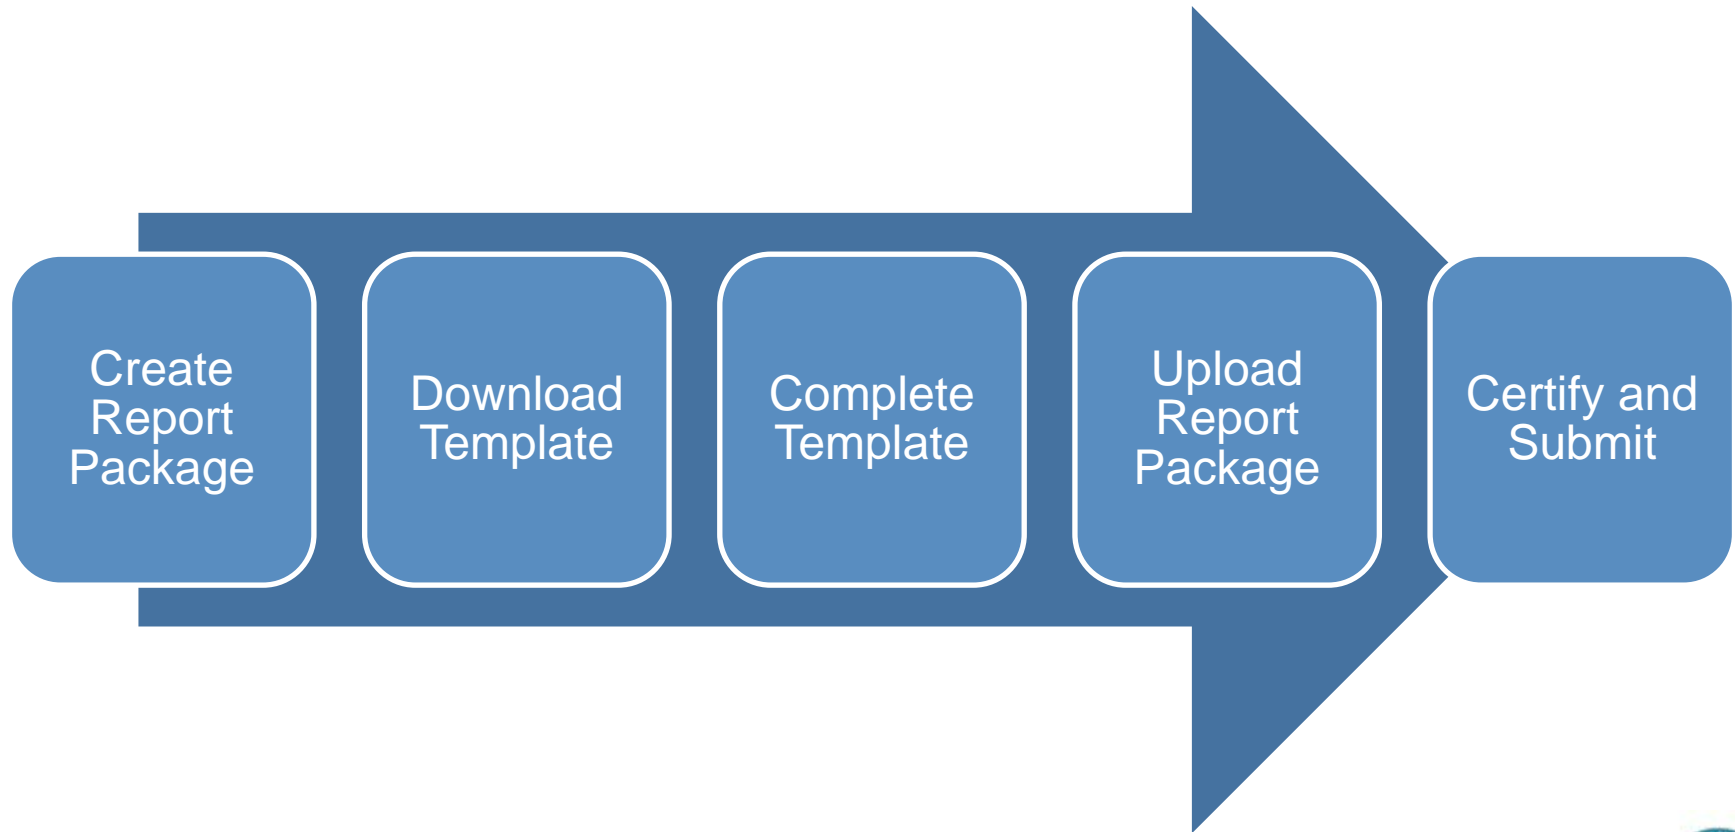 Create
Report
Package
Download
Template
Complete
Template
Upload
Report
Package
Certify and
Submit